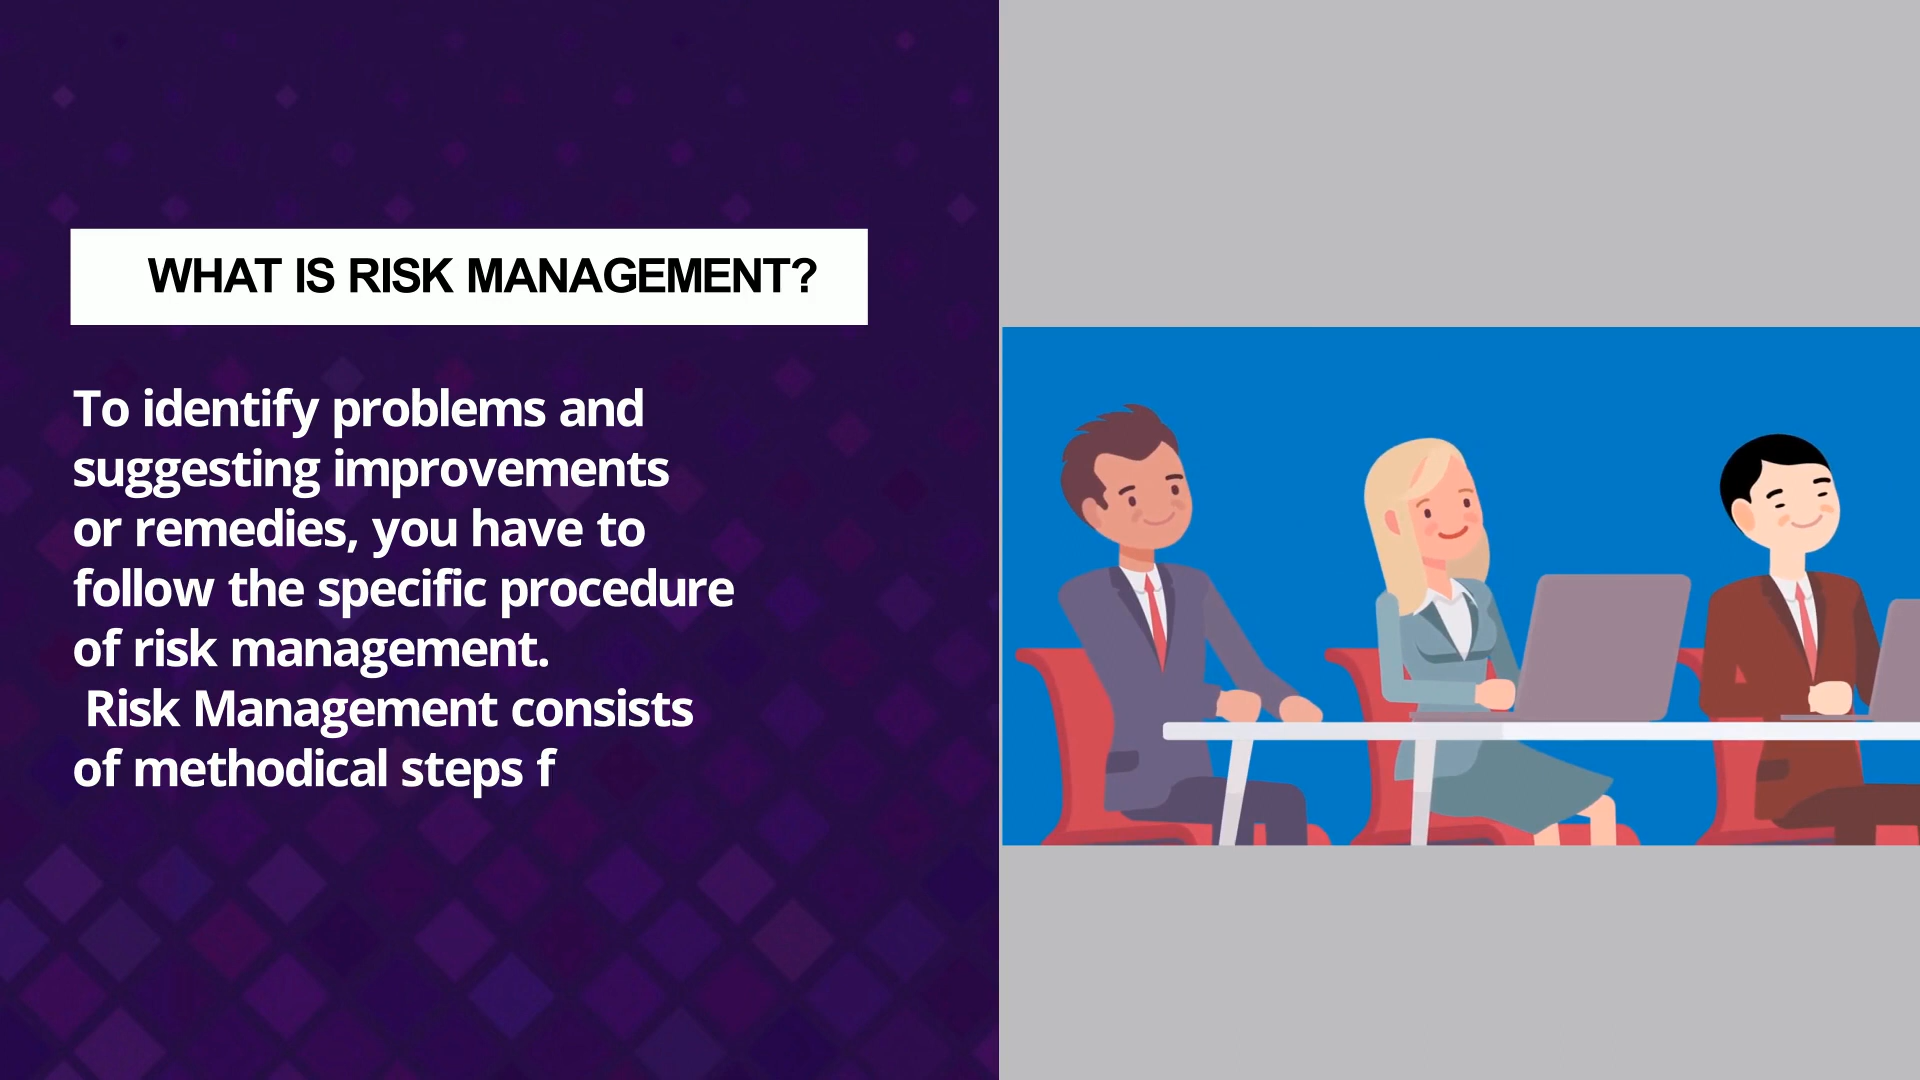 WHAT IS RISK MANAGEMENT?
To identify problems and
suggesting improvements
or remedies, you have to
follow the specific procedure
of risk management.
Risk Management consists
of methodical steps f